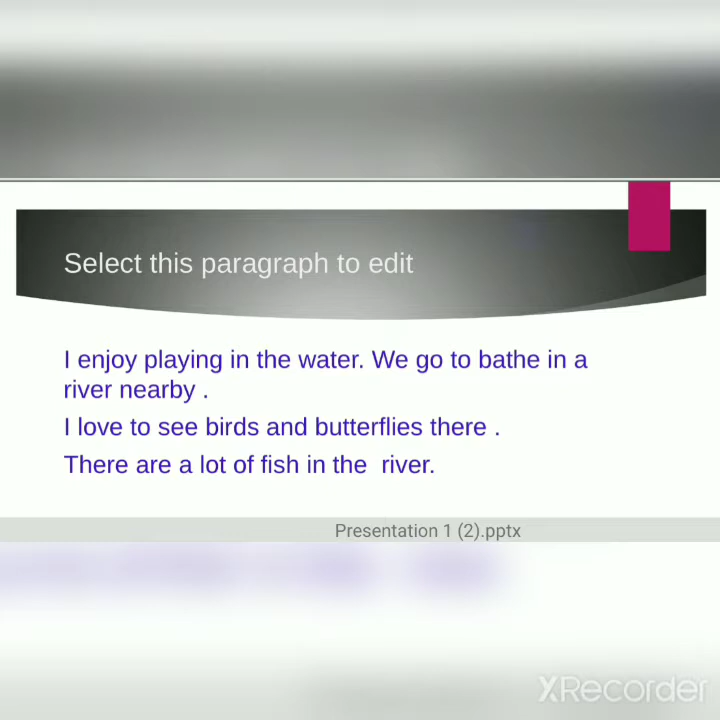 Select this paragraph to edit
I enjoy playing in the water. We go to bathe in a
river nearby .
I love to see birds and butterflies there .
There are a lot of fish in the  river.
Presentation 1 (2).pptx
XRecorder